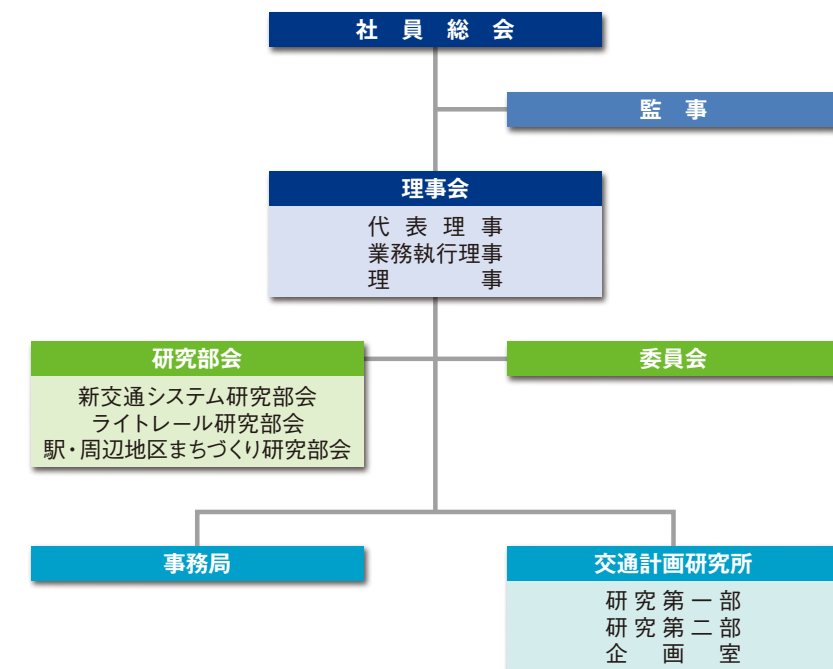 社員総会
監事
理事会
代表理事
業務執行理事
理事
研究部会
新交通システム研究部会
ライトレール研究部会
駅・周辺地区まちづくり研究部会
委員会
事務局
交通計画研究所
研究第一部
研究第二部
企画室